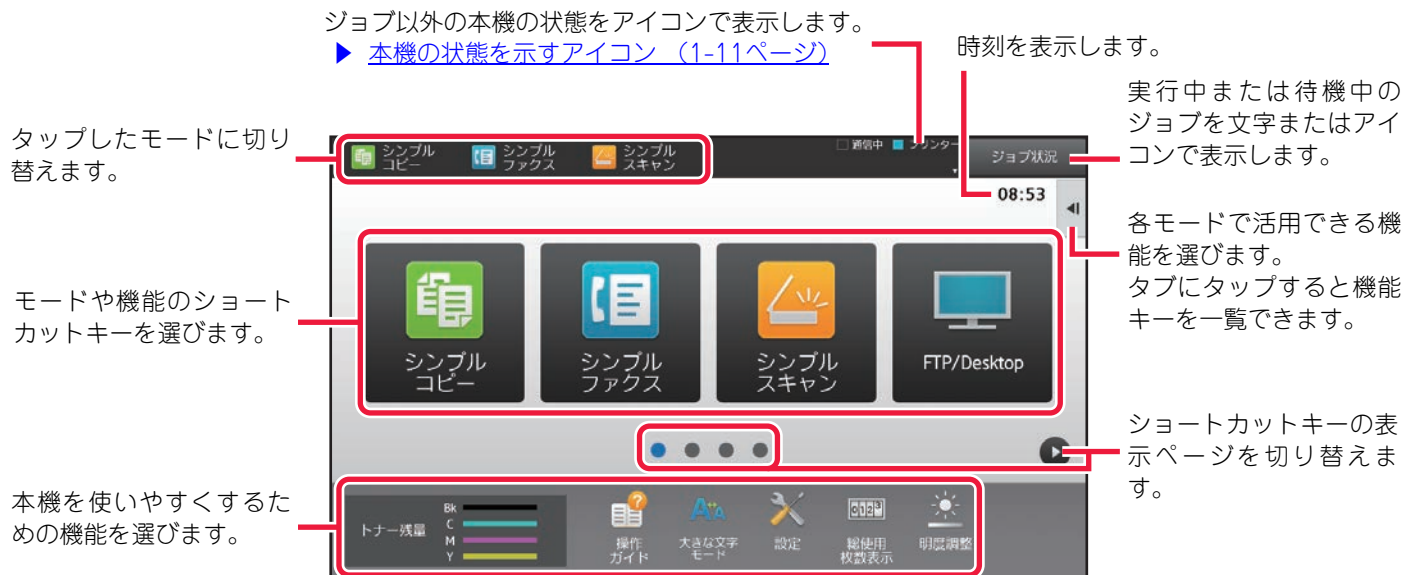 ジョブ以外の本機の状態をアイコンで表示します。
▶ 本機の状態を示すアイコン （1-11ページ）
時刻を表示します。
実行中または待機中の
ジョブを文字またはアイ
コンで表示します。
タップしたモードに切り
替えます。
シンプル
コピー
シンプル
ファクス
シンプル
スキャン
通信中
プリンター
ジョブ状況
08:53
各モードで活用できる機
能を選びます。
タブにタップすると機能
キーを一覧できます。
モードや機能のショート
カットキーを選びます。
シンプル
コピー
シンプル
ファクス
シンプル
スキャン
FTP/Desktop
ショートカットキーの表
示ページを切り替えま
す。
本機を使いやすくするた
めの機能を選びます。
トナー残量
Bk
C
M
Y
操作
ガイド
大きな文字
モード
設定
総使用
枚数表示
明度調整